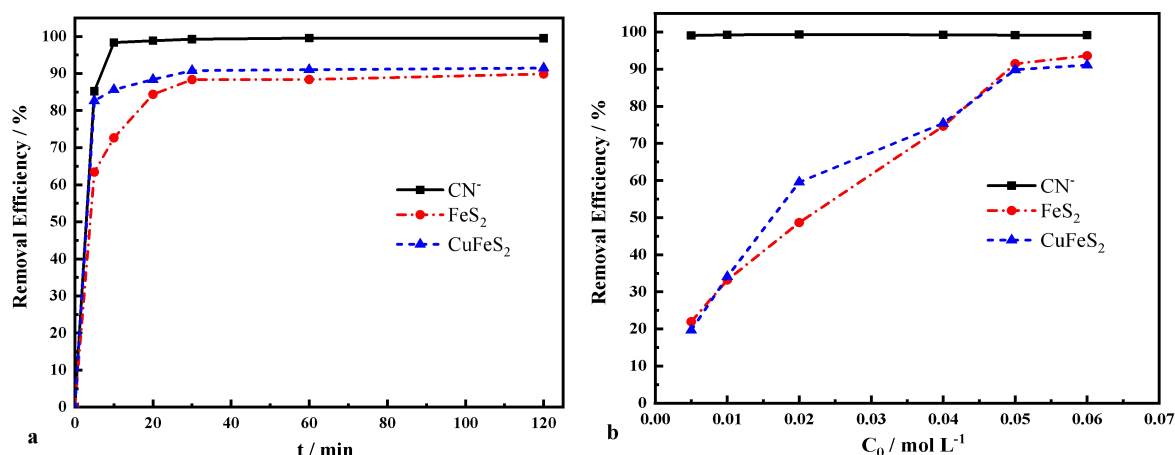 100
90
80
70
60
50
40
30
20
10
0
Removal Efficiency / %
CN⁻
FeS₂
CuFeS₂
0 20 40 60 80 100 120
t / min
a
100
90
80
70
60
50
40
30
20
10
0
Removal Efficiency / %
CN⁻
FeS₂
CuFeS₂
0.00 0.01 0.02 0.03 0.04 0.05 0.06 0.07
C₀ / mol L⁻¹
b